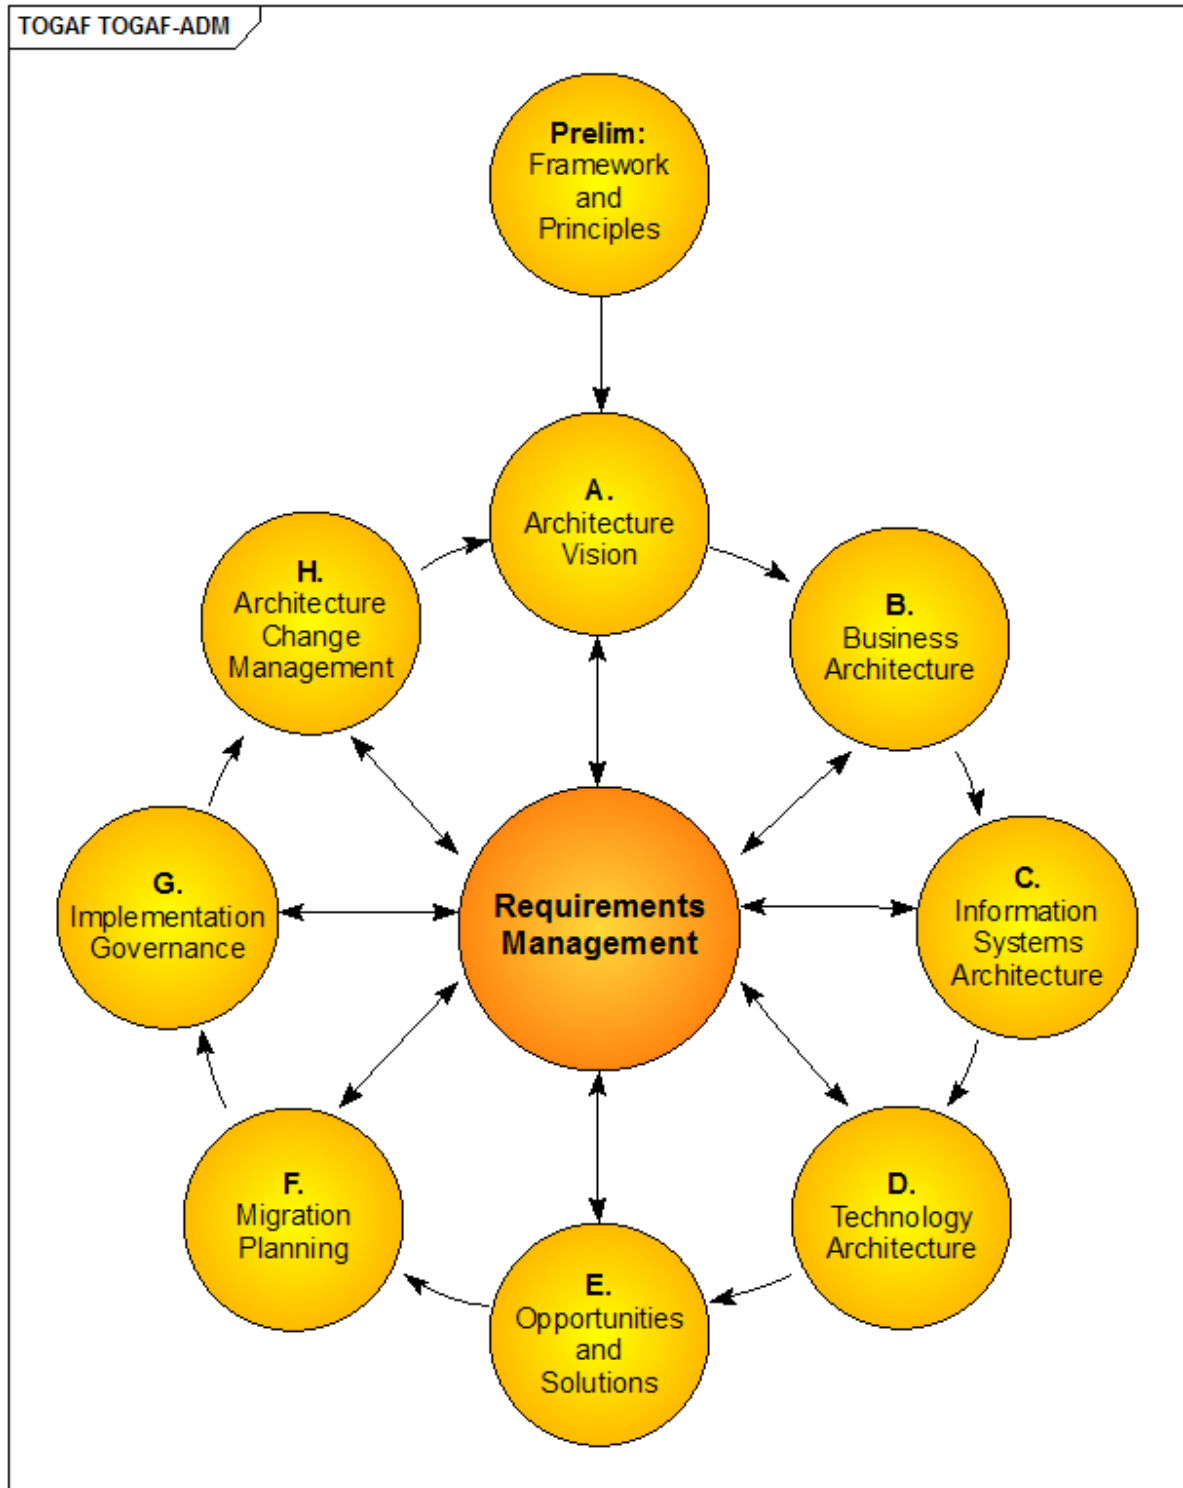 TOGAF TOGAF-ADM
Prelim:
Framework
and
Principles
A.
Architecture
Vision
B.
Business
Architecture
C.
Information
Systems
Architecture
D.
Technology
Architecture
E.
Opportunities
and
Solutions
F.
Migration
Planning
G.
Implementation
Governance
H.
Architecture
Change
Management
Requirements
Management